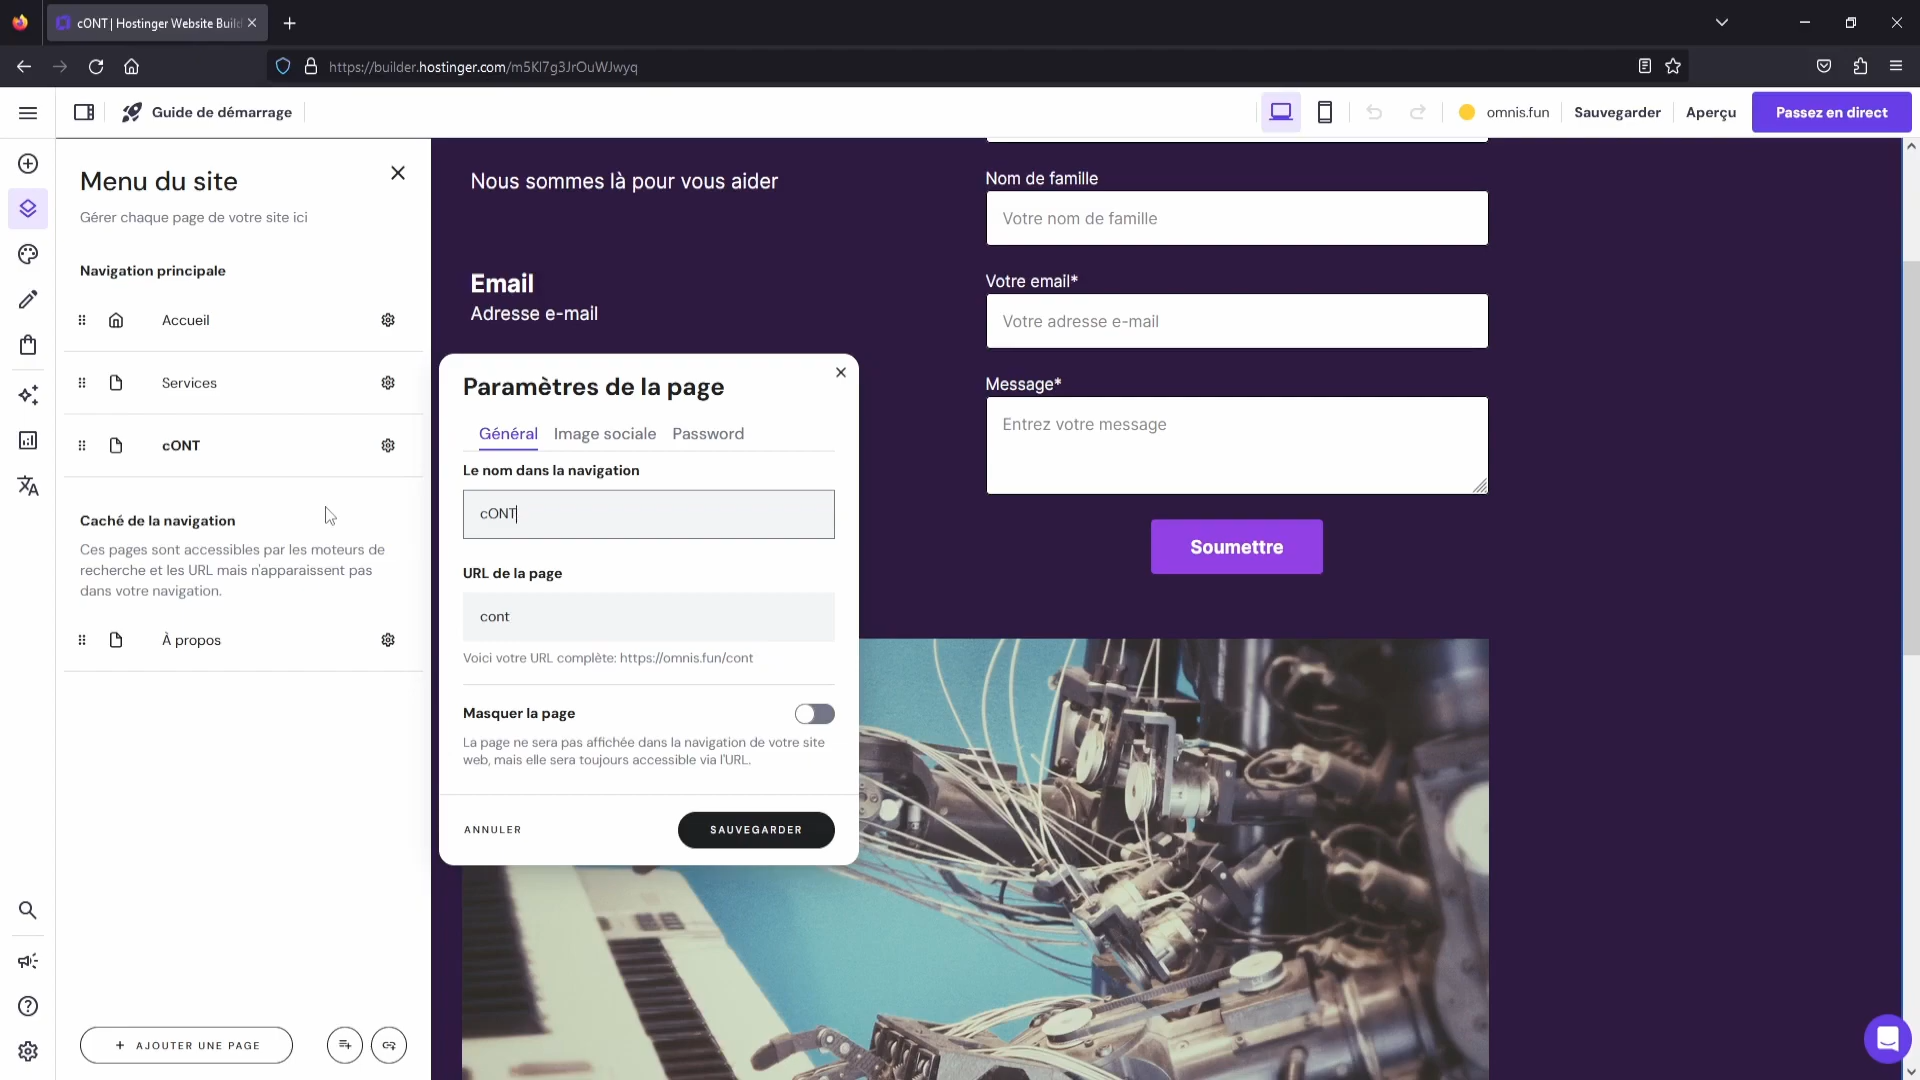 cONT | Hostinger Website Build
https://builder.hostinger.com/m5Kl7g3JrOuWJwyq
Guide de démarrage
omnis.fun
Sauvegarder
Aperçu
Passez en direct
Menu du site
Gérer chaque page de votre site ici
Navigation principale
Accueil
Services
cONT
Caché de la navigation
Ces pages sont accessibles par les moteurs de
recherche et les URL mais n'apparaissent pas
dans votre navigation.
À propos
+ AJOUTER UNE PAGE
Nous sommes là pour vous aider
Email
Adresse e-mail
Nom de famille
Votre nom de famille
Votre email*
Votre adresse e-mail
Message*
Entrez votre message
Soumettre
Paramètres de la page
Général Image sociale Password
Le nom dans la navigation
cONT
URL de la page
cont
Voici votre URL complète: https://omnis.fun/cont
Masquer la page
La page ne sera pas affichée dans la navigation de votre site
web, mais elle sera toujours accessible via l'URL.
ANNULER
SAUVEGARDER